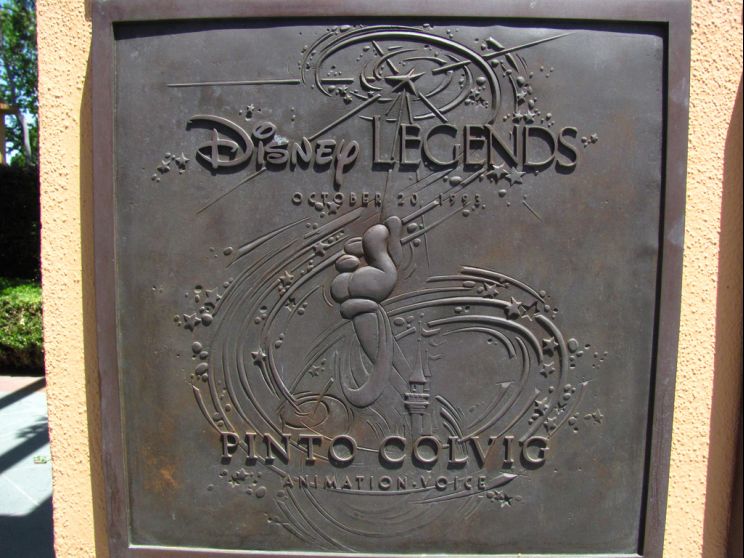 Disney LEGENDS
OCTOBER 20, 1993
PINTO COLVIG
ANIMATION·VOICE